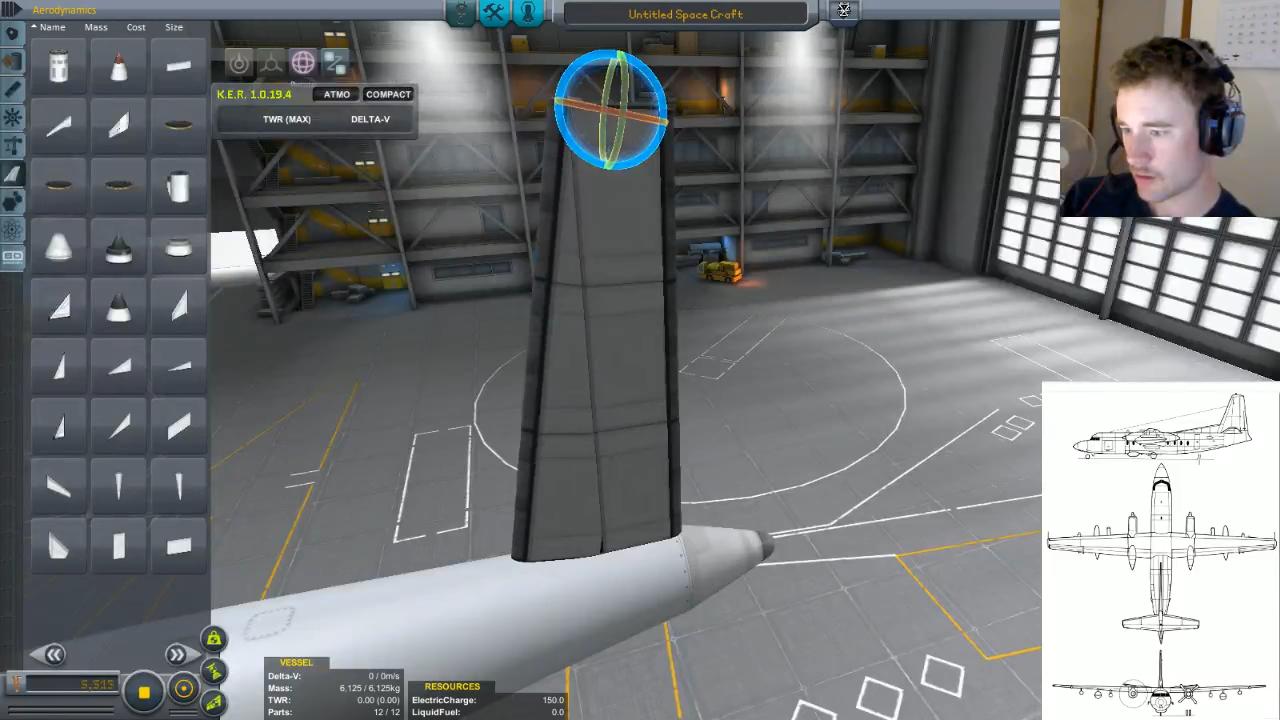 Aerodynamics
Untitled Space Craft
Name Mass Cost Size
K.E.R. 1.0.19.4 ATMO COMPACT
TWR (MAX) DELTA-V
VESSEL
Delta-V: 0 / 0m/s
Mass: 6,125 / 6,125kg
TWR: 0.00 (0.00)
Parts: 12 / 12
RESOURCES
ElectricCharge: 150.0
LiquidFuel: 0.0